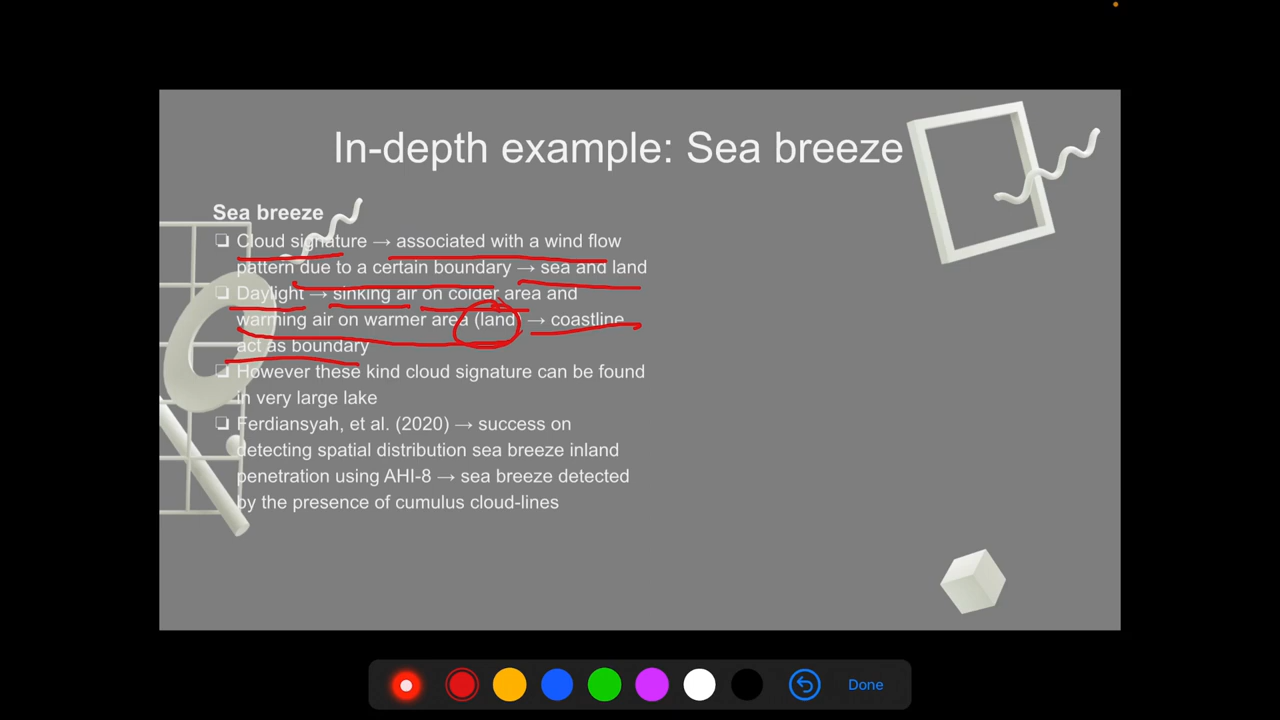 In-depth example: Sea breeze
Sea breeze
❑ Cloud signature → associated with a wind flow
pattern due to a certain boundary → sea and land
❑ Daylight → sinking air on colder area and
warming air on warmer area (land) → coastline
act as boundary
❑ However these kind cloud signature can be found
in very large lake
❑ Ferdiansyah, et al. (2020) → success on
detecting spatial distribution sea breeze inland
penetration using AHI-8 → sea breeze detected
by the presence of cumulus cloud-lines
Done